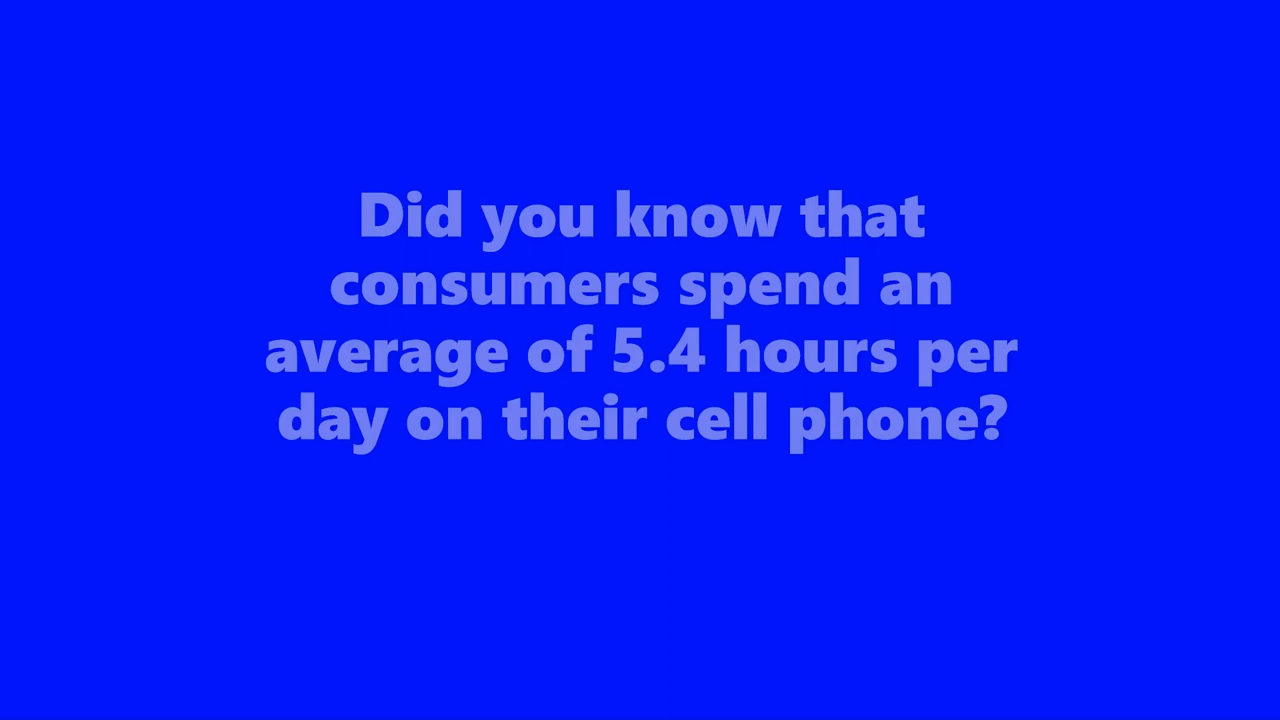 Did you know that
consumers spend an
average of 5.4 hours per
day on their cell phone?